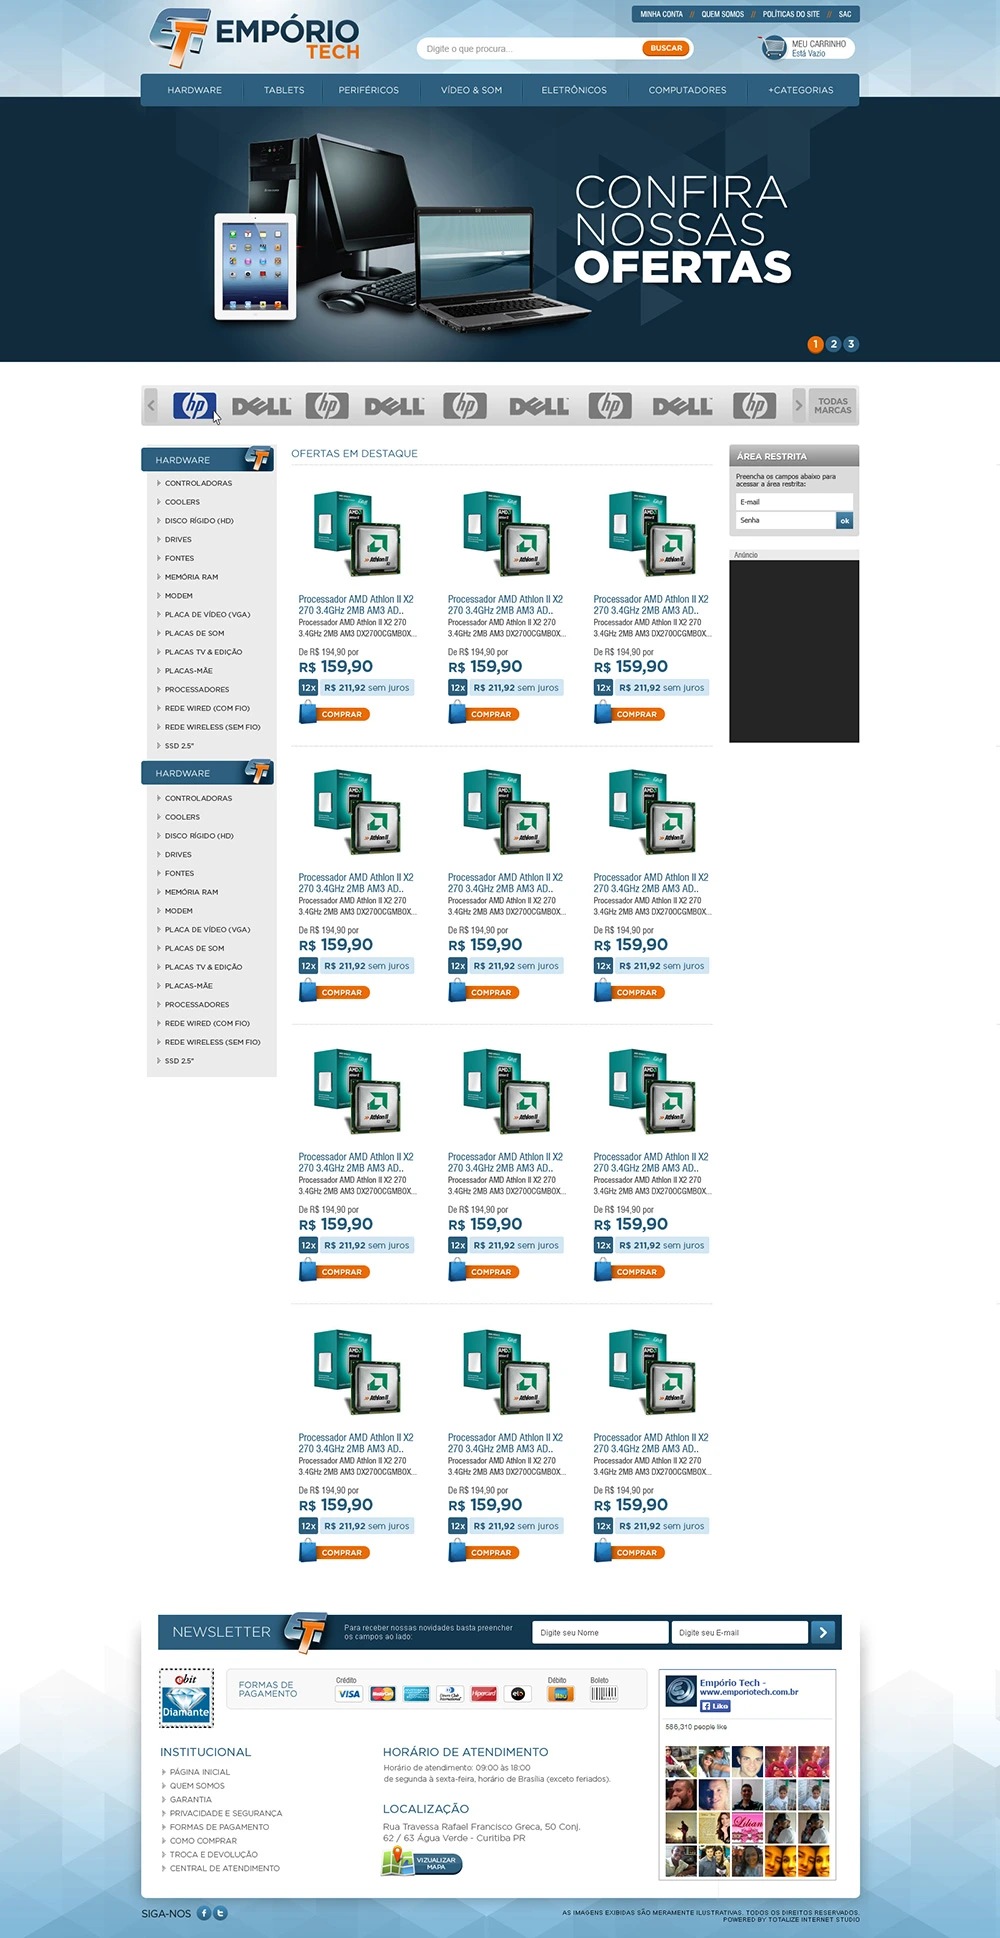 MINHA CONTA // QUEM SOMOS // POLÍTICAS DO SITE // SAC
EMPÓRIO
TECH
Digite o que procura...
BUSCAR
MEU CARRINHO
Está Vazio
HARDWARE TABLETS PERIFÉRICOS VÍDEO & SOM ELETRÔNICOS COMPUTADORES +CATEGORIAS
CONFIRA
NOSSAS
OFERTAS
1 2 3
hp DELL hp DELL hp DELL hp DELL hp
TODAS
MARCAS
HARDWARE
CONTROLADORAS
COOLERS
DISCO RÍGIDO (HD)
DRIVES
FONTES
MEMÓRIA RAM
MODEM
PLACA DE VÍDEO (VGA)
PLACAS DE SOM
PLACAS TV & EDIÇÃO
PLACAS-MÃE
PROCESSADORES
REDE WIRED (COM FIO)
REDE WIRELESS (SEM FIO)
SSD 2.5"
HARDWARE
CONTROLADORAS
COOLERS
DISCO RÍGIDO (HD)
DRIVES
FONTES
MEMÓRIA RAM
MODEM
PLACA DE VÍDEO (VGA)
PLACAS DE SOM
PLACAS TV & EDIÇÃO
PLACAS-MÃE
PROCESSADORES
REDE WIRED (COM FIO)
REDE WIRELESS (SEM FIO)
SSD 2.5"
OFERTAS EM DESTAQUE
Processador AMD Athlon II X2 Processador AMD Athlon II X2 Processador AMD Athlon II X2
270 3.4GHz 2MB AM3 AD.. 270 3.4GHz 2MB AM3 AD.. 270 3.4GHz 2MB AM3 AD..
Processador AMD Athlon II X2 270 Processador AMD Athlon II X2 270 Processador AMD Athlon II X2 270
3.4GHz 2MB AM3 DX270OCGMBOX... 3.4GHz 2MB AM3 DX270OCGMBOX... 3.4GHz 2MB AM3 DX270OCGMBOX...
De R$ 194,90 por De R$ 194,90 por De R$ 194,90 por
R$ 159,90 R$ 159,90 R$ 159,90
12x R$ 211,92 sem juros 12x R$ 211,92 sem juros 12x R$ 211,92 sem juros
COMPRAR COMPRAR COMPRAR
Processador AMD Athlon II X2 Processador AMD Athlon II X2 Processador AMD Athlon II X2
270 3.4GHz 2MB AM3 AD.. 270 3.4GHz 2MB AM3 AD.. 270 3.4GHz 2MB AM3 AD..
Processador AMD Athlon II X2 270 Processador AMD Athlon II X2 270 Processador AMD Athlon II X2 270
3.4GHz 2MB AM3 DX270OCGMBOX... 3.4GHz 2MB AM3 DX270OCGMBOX... 3.4GHz 2MB AM3 DX270OCGMBOX...
De R$ 194,90 por De R$ 194,90 por De R$ 194,90 por
R$ 159,90 R$ 159,90 R$ 159,90
12x R$ 211,92 sem juros 12x R$ 211,92 sem juros 12x R$ 211,92 sem juros
COMPRAR COMPRAR COMPRAR
Processador AMD Athlon II X2 Processador AMD Athlon II X2 Processador AMD Athlon II X2
270 3.4GHz 2MB AM3 AD.. 270 3.4GHz 2MB AM3 AD.. 270 3.4GHz 2MB AM3 AD..
Processador AMD Athlon II X2 270 Processador AMD Athlon II X2 270 Processador AMD Athlon II X2 270
3.4GHz 2MB AM3 DX270OCGMBOX... 3.4GHz 2MB AM3 DX270OCGMBOX... 3.4GHz 2MB AM3 DX270OCGMBOX...
De R$ 194,90 por De R$ 194,90 por De R$ 194,90 por
R$ 159,90 R$ 159,90 R$ 159,90
12x R$ 211,92 sem juros 12x R$ 211,92 sem juros 12x R$ 211,92 sem juros
COMPRAR COMPRAR COMPRAR
Processador AMD Athlon II X2 Processador AMD Athlon II X2 Processador AMD Athlon II X2
270 3.4GHz 2MB AM3 AD.. 270 3.4GHz 2MB AM3 AD.. 270 3.4GHz 2MB AM3 AD..
Processador AMD Athlon II X2 270 Processador AMD Athlon II X2 270 Processador AMD Athlon II X2 270
3.4GHz 2MB AM3 DX270OCGMBOX... 3.4GHz 2MB AM3 DX270OCGMBOX... 3.4GHz 2MB AM3 DX270OCGMBOX...
De R$ 194,90 por De R$ 194,90 por De R$ 194,90 por
R$ 159,90 R$ 159,90 R$ 159,90
12x R$ 211,92 sem juros 12x R$ 211,92 sem juros 12x R$ 211,92 sem juros
COMPRAR COMPRAR COMPRAR
ÁREA RESTRITA
Preencha os campos abaixo para
acessar a área restrita:
E-mail
Senha ok
Anúncio
NEWSLETTER
Para receber nossas novidades basta preencher
os campos ao lado:
Digite seu Nome
Digite seu E-mail
ebit
Diamante
FORMAS DE
PAGAMENTO
Crédito Débito Boleto
VISA MasterCard Hipercard elo Itaú
Empório Tech -
www.emporiotech.com.br
Like
586,310 people like
Lilian
INSTITUCIONAL
PÁGINA INICIAL
QUEM SOMOS
GARANTIA
PRIVACIDADE E SEGURANÇA
FORMAS DE PAGAMENTO
COMO COMPRAR
TROCA E DEVOLUÇÃO
CENTRAL DE ATENDIMENTO
HORÁRIO DE ATENDIMENTO
Horário de atendimento: 09:00 às 18:00
de segunda à sexta-feira, horário de Brasília (exceto feriados).
LOCALIZAÇÃO
Rua Travessa Rafael Francisco Greca, 50 Conj.
62 / 63 Água Verde - Curitiba PR
VIZUALIZAR
MAPA
SIGA-NOS
AS IMAGENS EXIBIDAS SÃO MERAMENTE ILUSTRATIVAS. TODOS OS DIREITOS RESERVADOS.
POWERED BY TOTALIZE INTERNET STUDIO